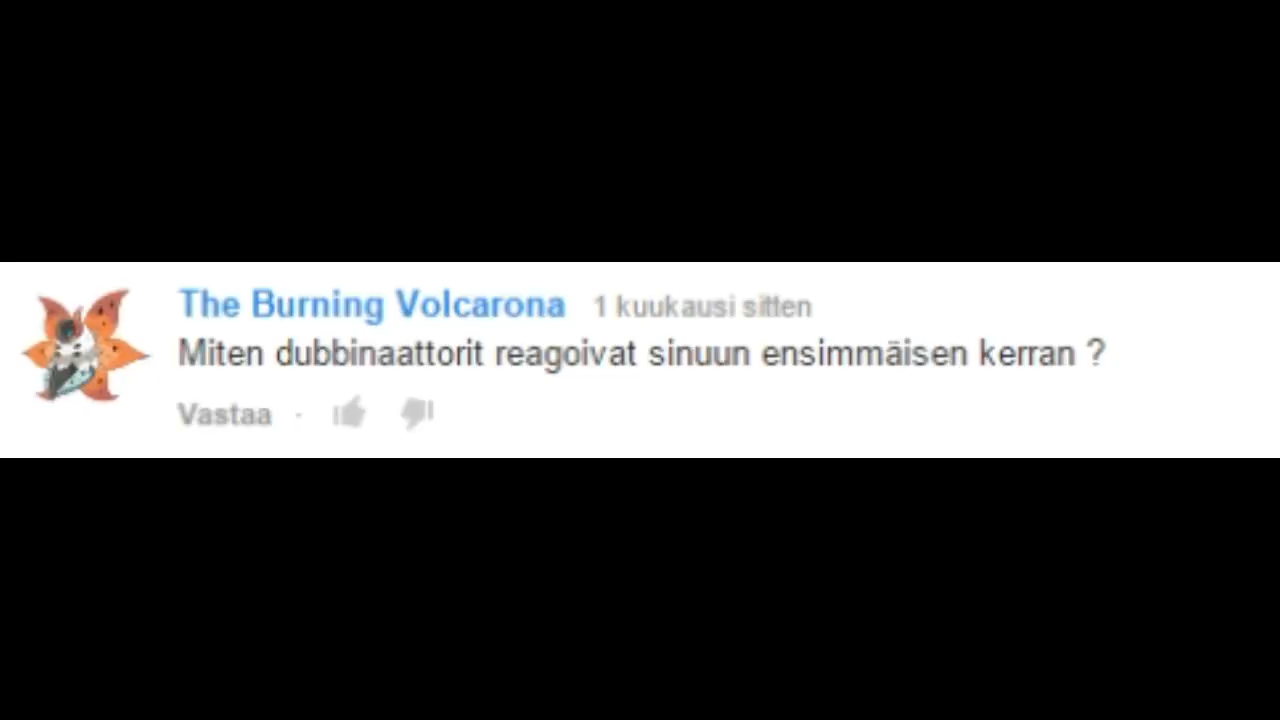 The Burning Volcarona 1 kuukausi sitten
Miten dubbinaattorit reagoivat sinuun ensimmäisen kerran ?
Vastaa ·